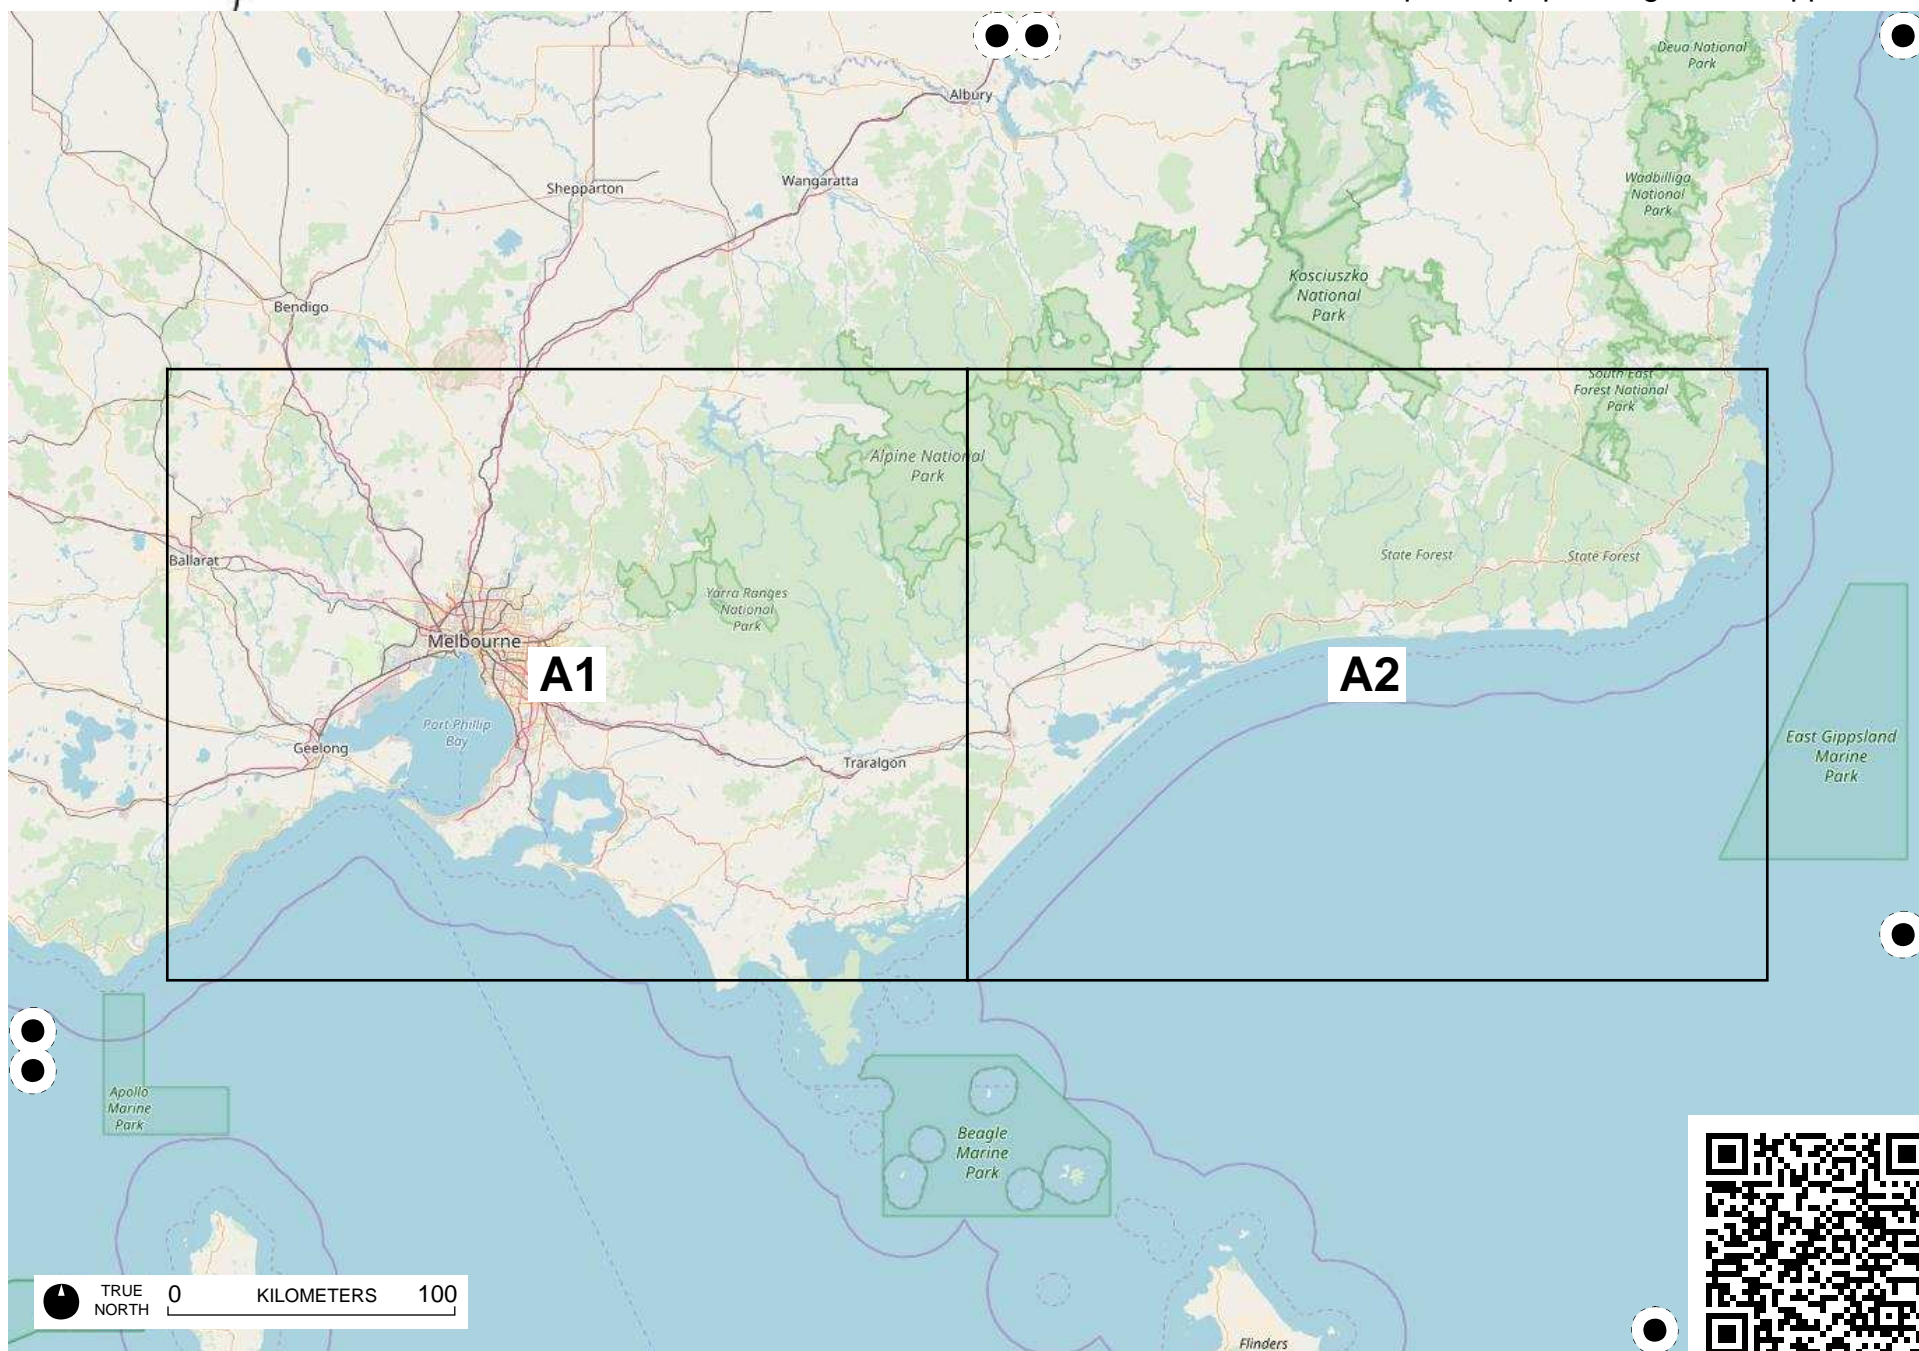 Deua National
Park
Albury
Shepparton
Wangaratta
Wadbilliga
National
Park
Kosciuszko
National
Park
Bendigo
South East
Forest National
Park
Alpine National
Park
State Forest
State Forest
Ballarat
Yarra Ranges
National
Park
Melbourne
A1
A2
Port Phillip
Bay
Geelong
Traralgon
East Gippsland
Marine
Park
Apollo
Marine
Park
Beagle
Marine
Park
TRUE
NORTH
0 KILOMETERS 100
Flinders